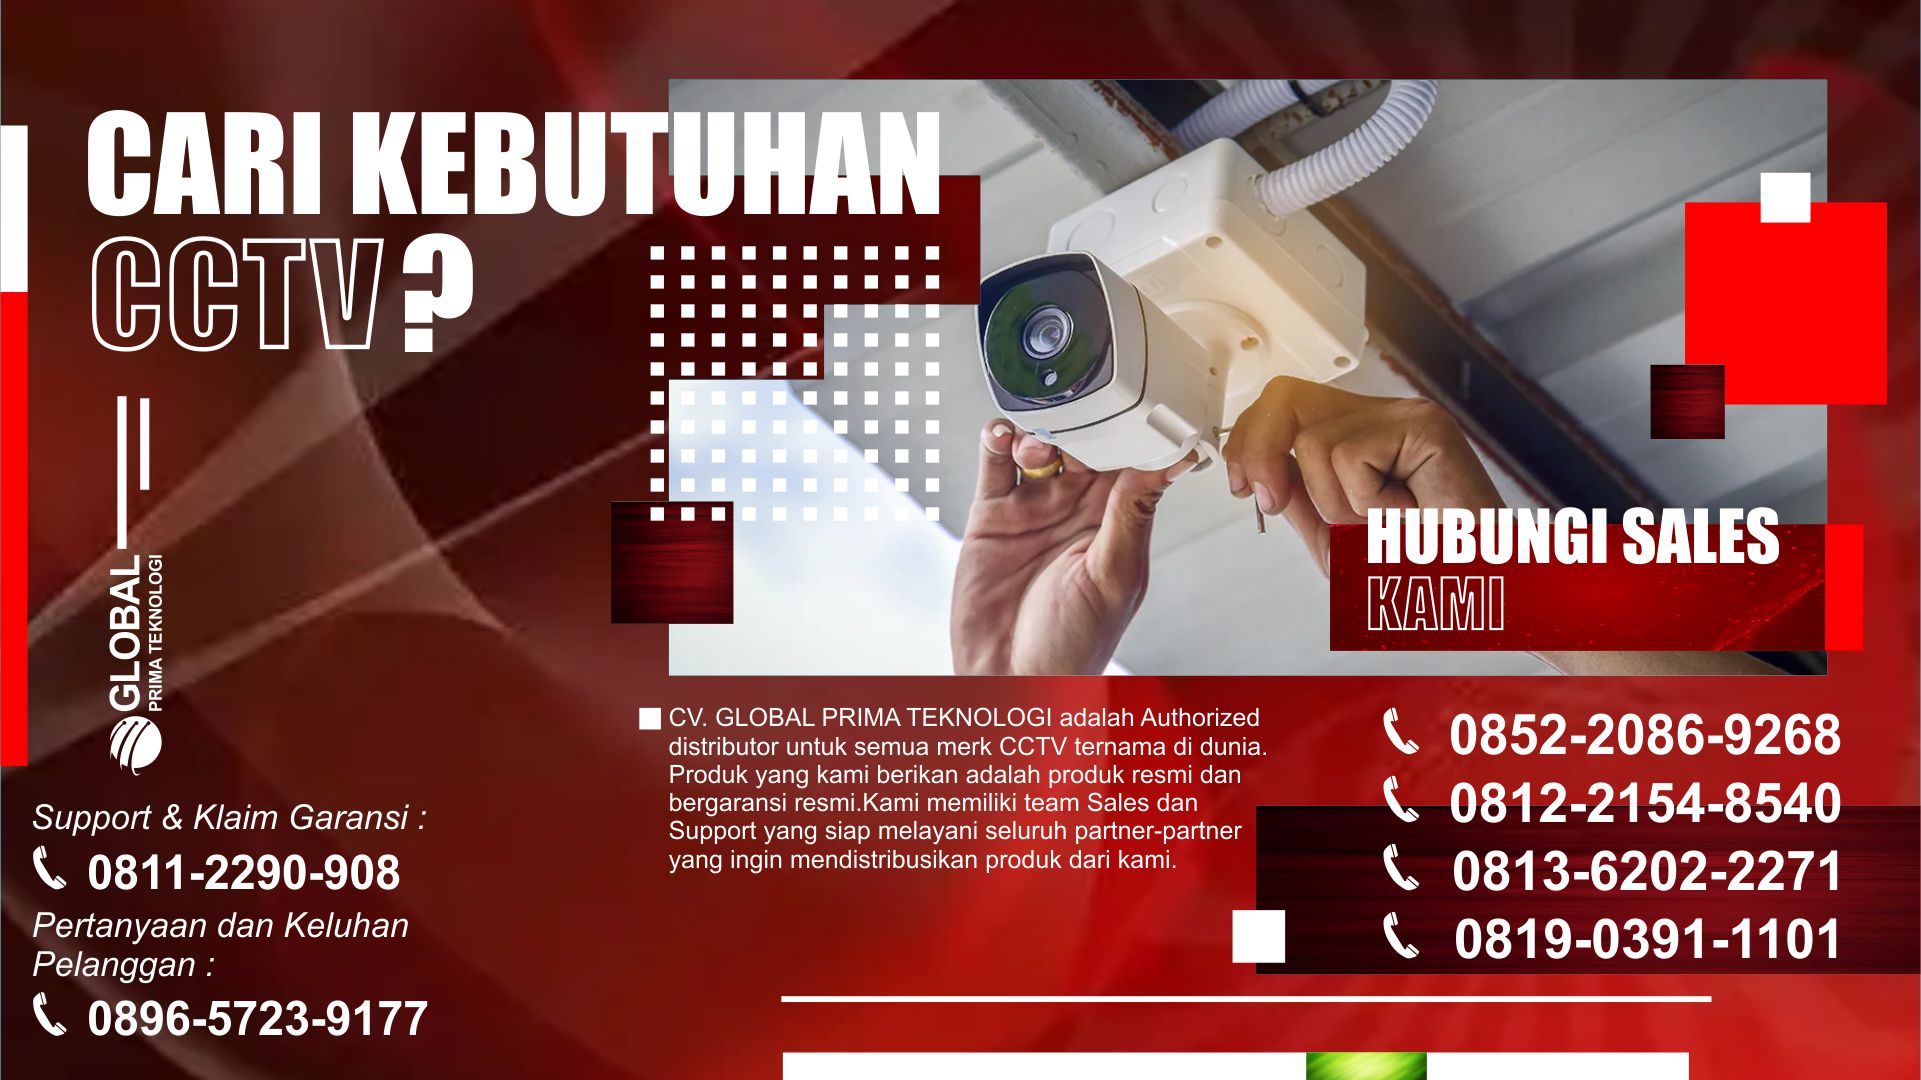 CARI KEBUTUHAN
CCTV?
GLOBAL
PRIMA TEKNOLOGI
HUBUNGI SALES
KAMI
CV. GLOBAL PRIMA TEKNOLOGI adalah Authorized
distributor untuk semua merk CCTV ternama di dunia.
Produk yang kami berikan adalah produk resmi dan
bergaransi resmi.Kami memiliki team Sales dan
Support yang siap melayani seluruh partner-partner
yang ingin mendistribusikan produk dari kami.
0852-2086-9268
0812-2154-8540
0813-6202-2271
0819-0391-1101
Support & Klaim Garansi :
0811-2290-908
Pertanyaan dan Keluhan
Pelanggan :
0896-5723-9177